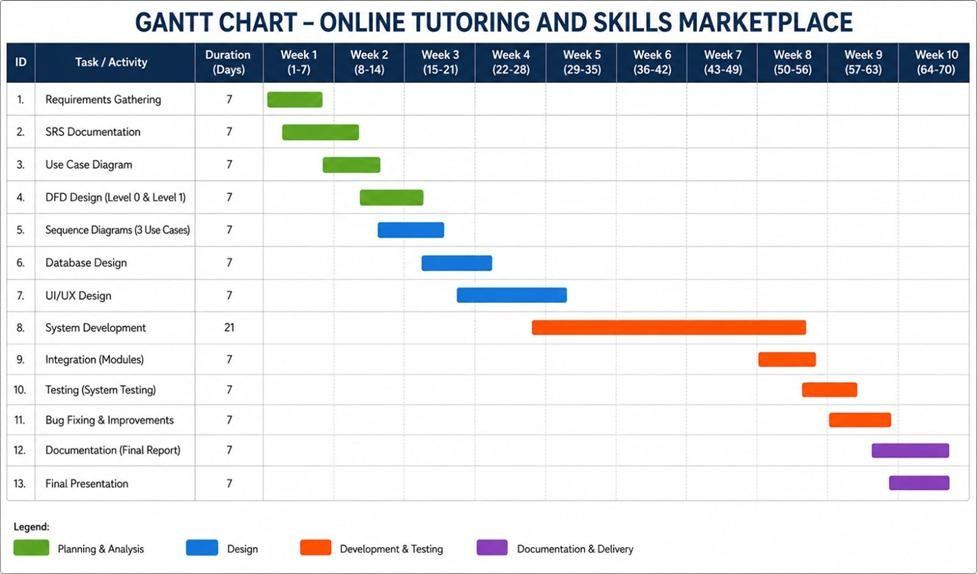 GANTT CHART – ONLINE TUTORING AND SKILLS MARKETPLACE
ID Task / Activity Duration (Days) Week 1 (1-7) Week 2 (8-14) Week 3 (15-21) Week 4 (22-28) Week 5 (29-35) Week 6 (36-42) Week 7 (43-49) Week 8 (50-56) Week 9 (57-63) Week 10 (64-70)
1. Requirements Gathering 7
2. SRS Documentation 7
3. Use Case Diagram 7
4. DFD Design (Level 0 & Level 1) 7
5. Sequence Diagrams (3 Use Cases) 7
6. Database Design 7
7. UI/UX Design 7
8. System Development 21
9. Integration (Modules) 7
10. Testing (System Testing) 7
11. Bug Fixing & Improvements 7
12. Documentation (Final Report) 7
13. Final Presentation 7
Legend:
Planning & Analysis Design Development & Testing Documentation & Delivery